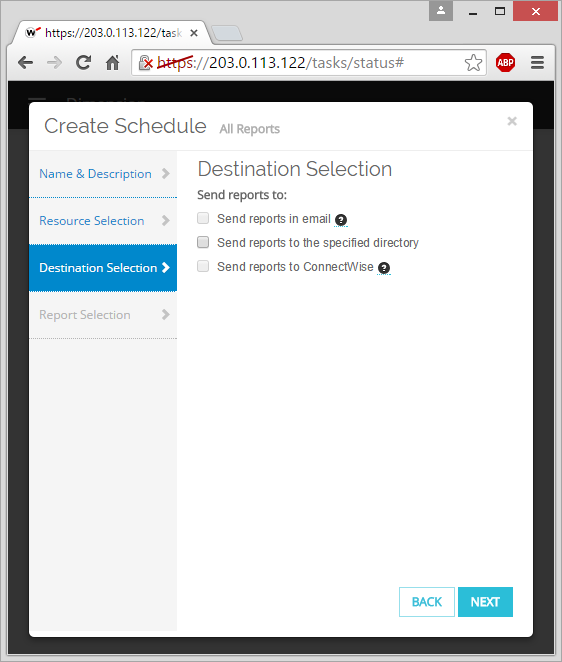 https://203.0.113.122/task
https://203.0.113.122/tasks/status#
ABP
Create Schedule All Reports
Name & Description
Resource Selection
Destination Selection
Report Selection
Destination Selection
Send reports to:
Send reports in email ?
Send reports to the specified directory
Send reports to ConnectWise ?
BACK NEXT